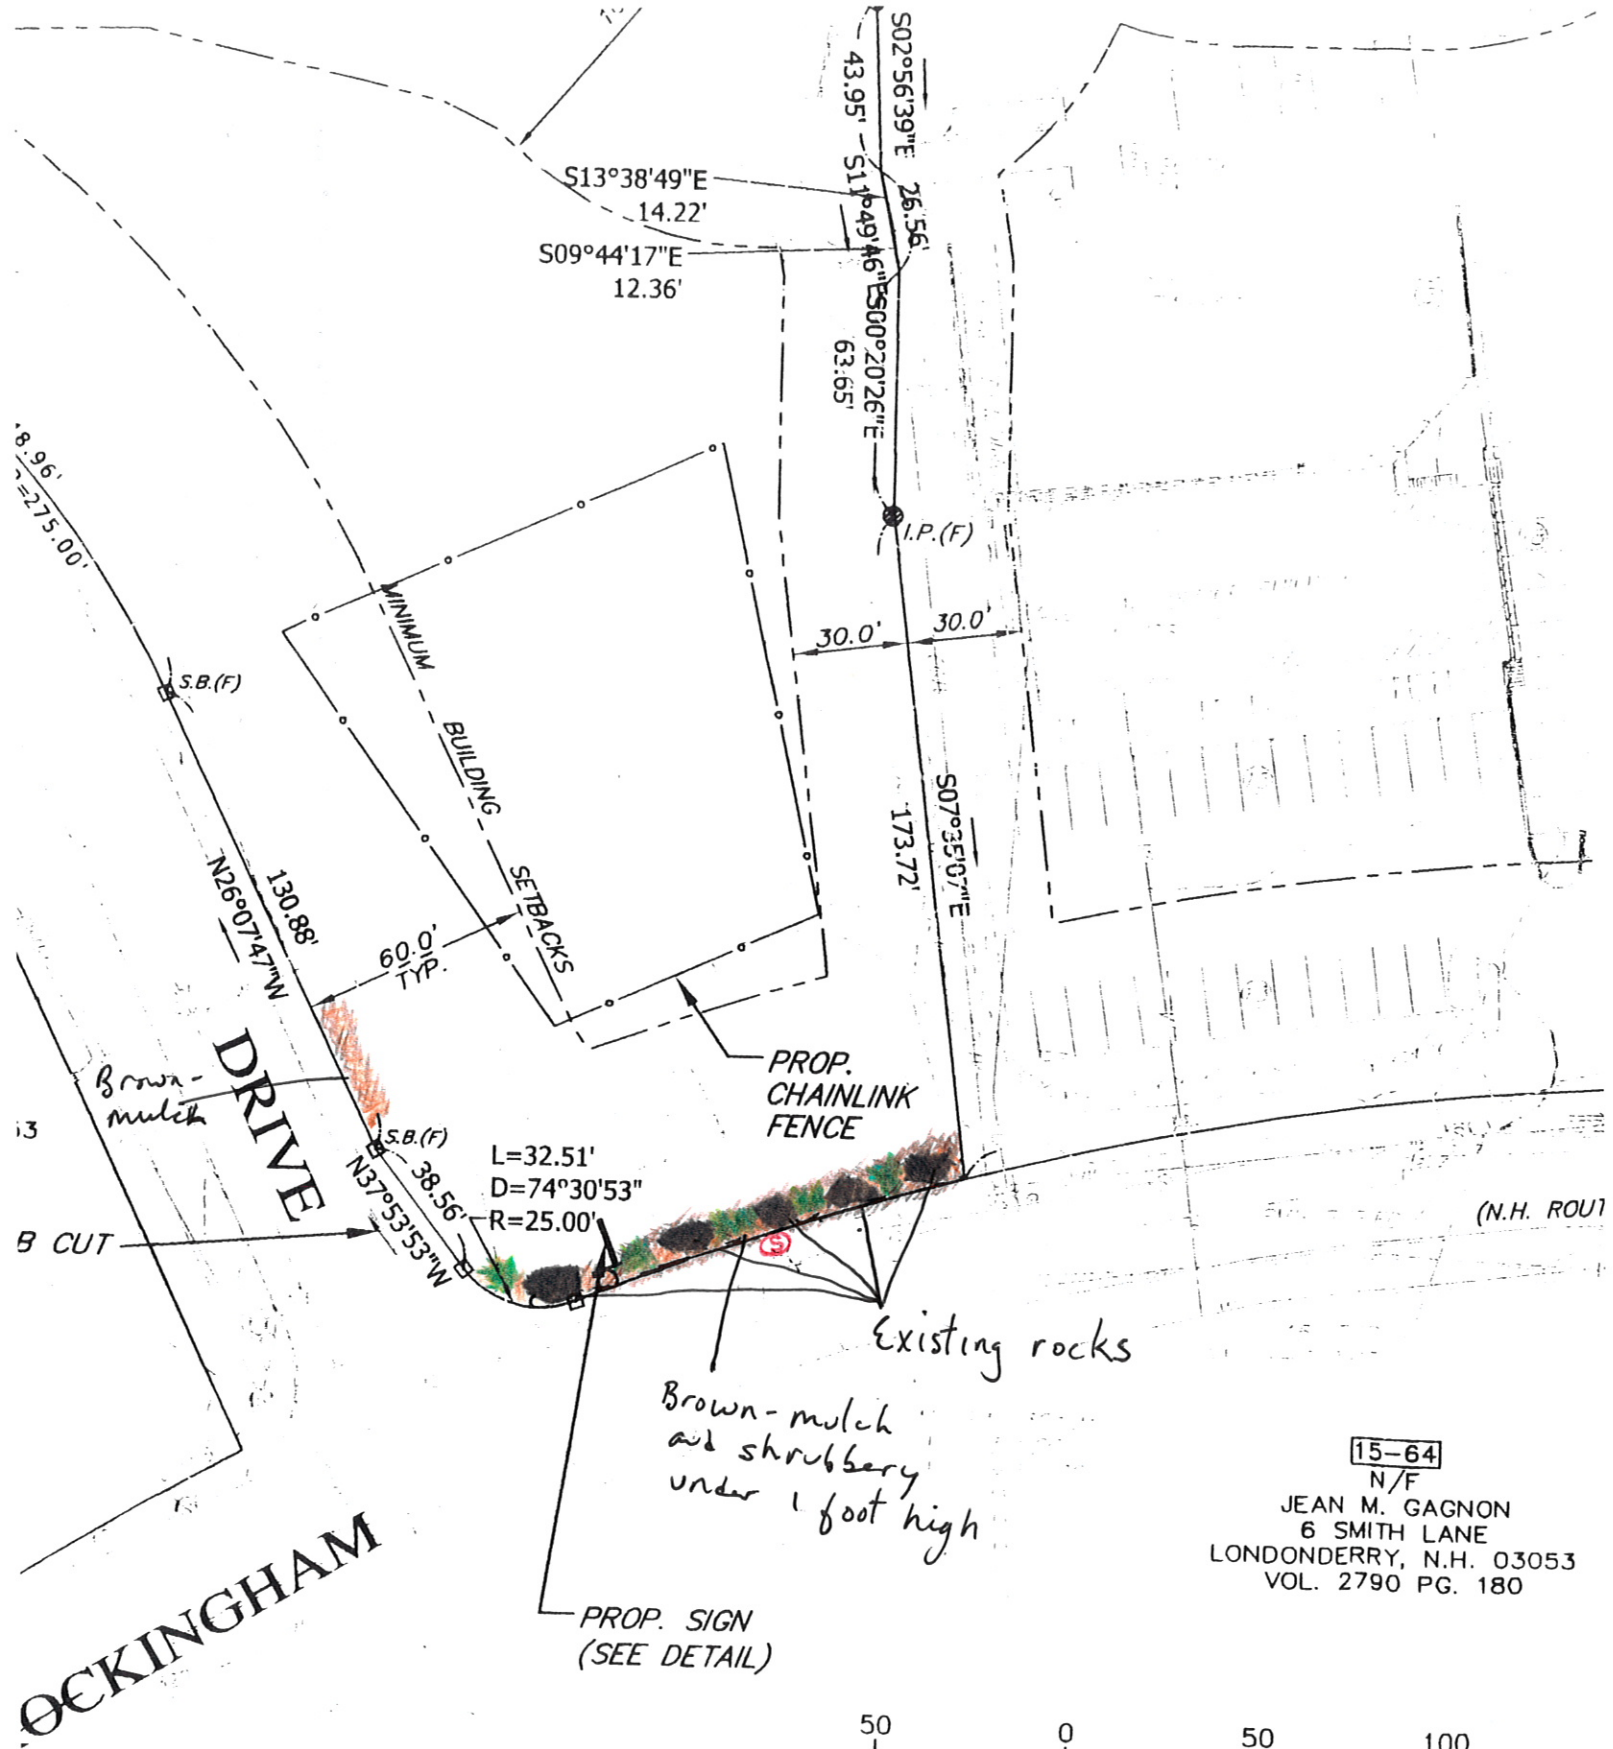 S02°56'39"E 26.56'
43.95' S11°49'46"E
S13°38'49"E
14.22'
S09°44'17"E
12.36'
S00°20'26"E
63.65'
8.96'
=275.00'
I.P.(F)
30.0' 30.0'
S.B.(F)
MINIMUM
BUILDING
SETBACKS
S07°35'07"E
173.72'
130.88'
N26°07'47"W
60.0'
TYP.
DRIVE
Brown-
mulch
PROP.
CHAINLINK
FENCE
S.B.(F)
38.56'
N37°53'53"W
L=32.51'
D=74°30'53"
R=25.00'
B CUT
(N.H. ROUT
S
Existing rocks
Brown-mulch
and shrubbery
under 1 foot high
15-64
N/F
JEAN M. GAGNON
6 SMITH LANE
LONDONDERRY, N.H. 03053
VOL. 2790 PG. 180
OCKINGHAM
PROP. SIGN
(SEE DETAIL)
50 0 50 100